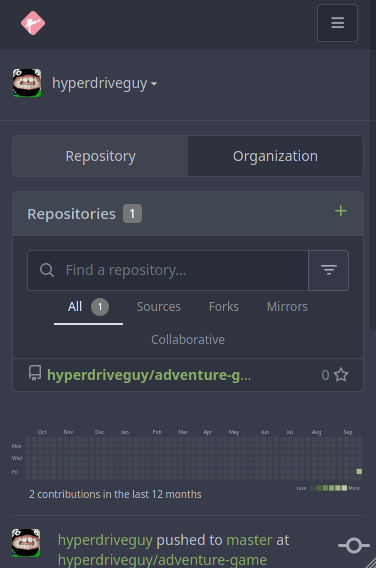 hyperdriveguy
Repository Organization
Repositories 1
Find a repository...
All 1 Sources Forks Mirrors
Collaborative
hyperdriveguy/adventure-g... 0
Oct Nov Dec Jan Feb Mar Apr May Jun Jul Aug Sep
Mon
Wed
Fri
Less More
2 contributions in the last 12 months
hyperdriveguy pushed to master at
hyperdriveguy/adventure-game